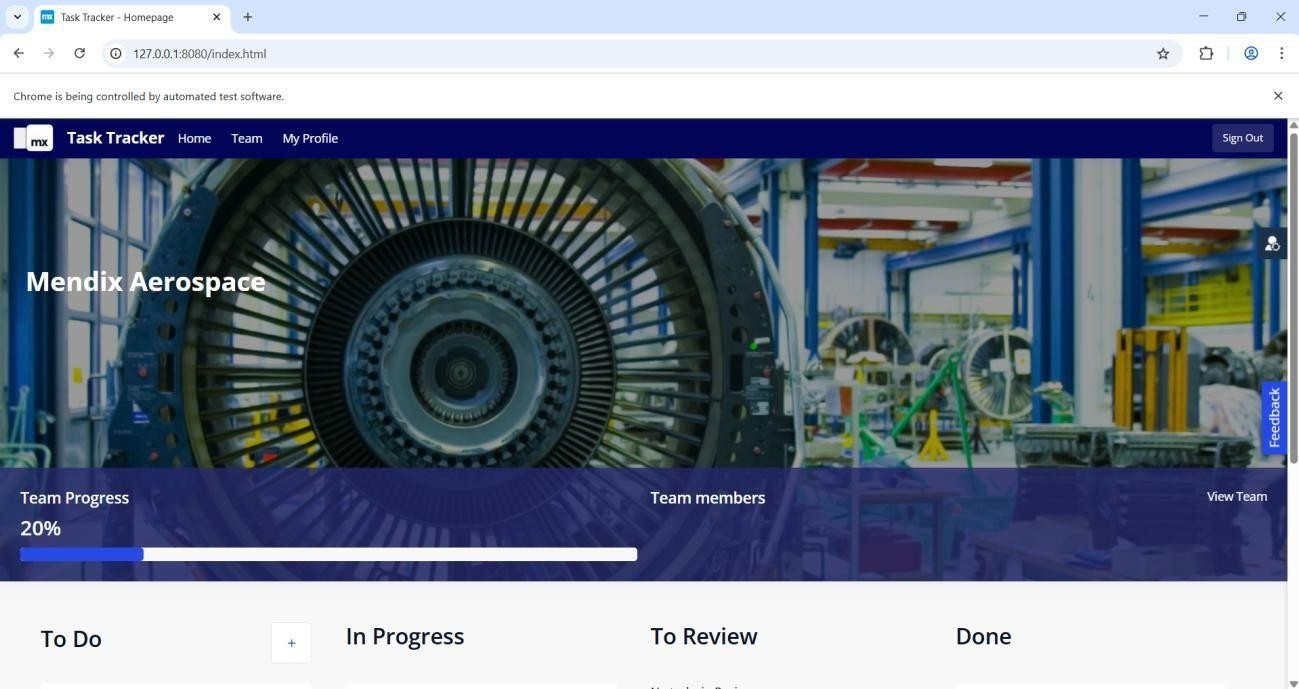 mx Task Tracker - Homepage
127.0.0.1:8080/index.html
Chrome is being controlled by automated test software.
mx Task Tracker Home Team My Profile Sign Out
Mendix Aerospace
Feedback
Team Progress
20%
Team members
View Team
To Do + In Progress To Review Done